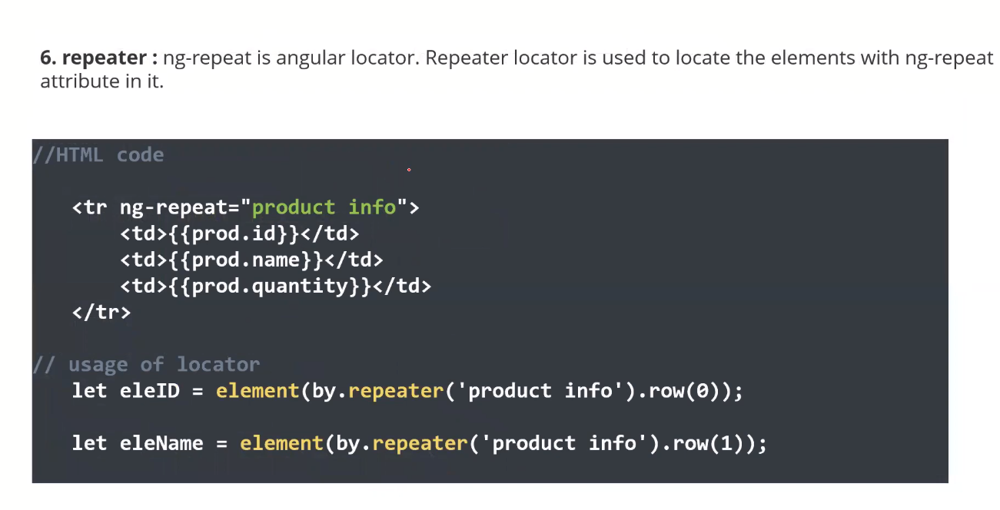 6. repeater : ng-repeat is angular locator. Repeater locator is used to locate the elements with ng-repeat
attribute in it.
//HTML code
<tr ng-repeat="product info">
<td>{{prod.id}}</td>
<td>{{prod.name}}</td>
<td>{{prod.quantity}}</td>
</tr>
// usage of locator
let eleID = element(by.repeater('product info').row(0));
let eleName = element(by.repeater('product info').row(1));